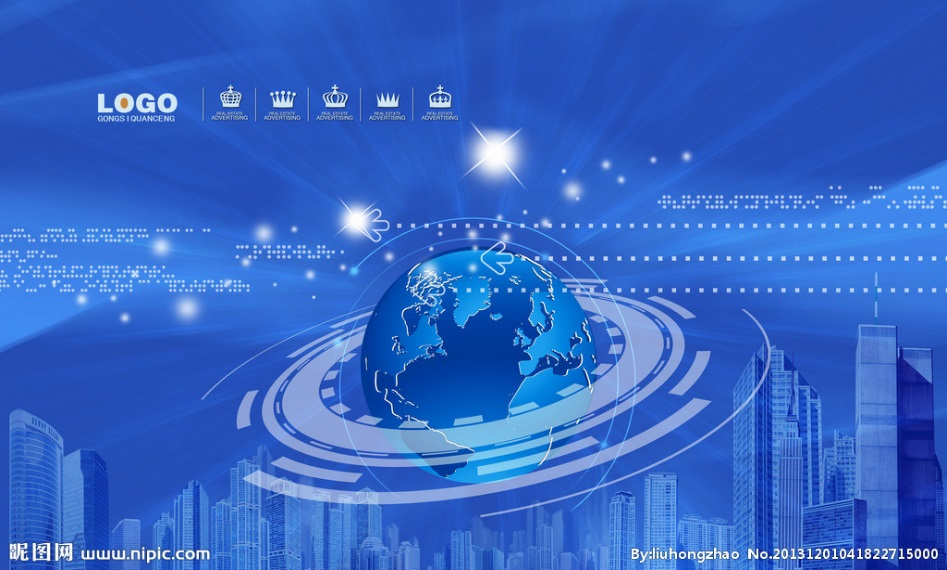 LOGO
GONGSI QUANCENG
REAL ESTATE
ADVERTISING
REAL ESTATE
ADVERTISING
REAL ESTATE
ADVERTISING
REAL ESTATE
ADVERTISING
REAL ESTATE
ADVERTISING
昵图网 www.nipic.com
By:liuhongzhao No.20131201041822715000